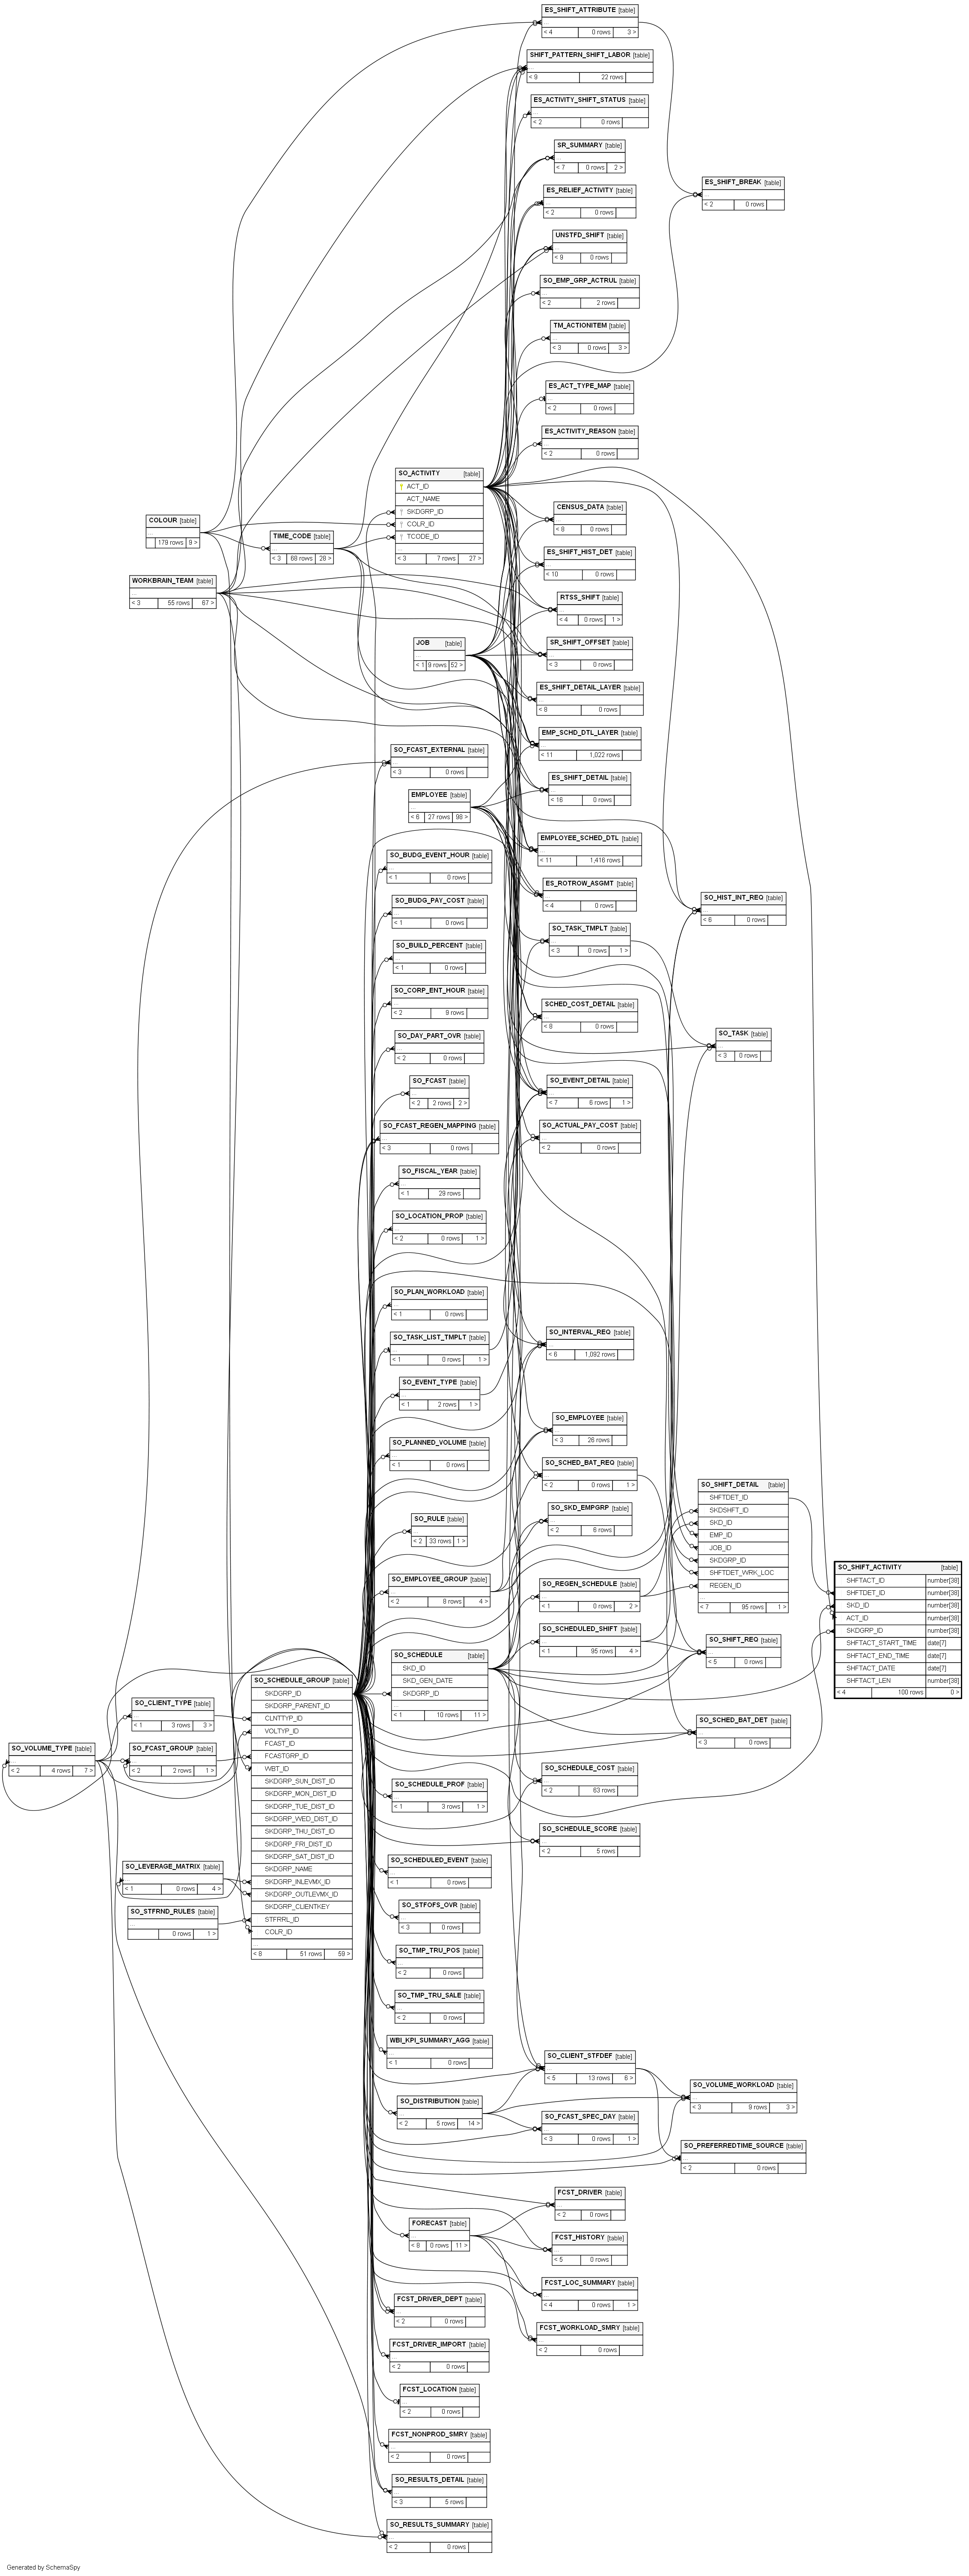 ES_SHIFT_ATTRIBUTE [table]
...
< 4 0 rows 3 >
SHIFT_PATTERN_SHIFT_LABOR [table]
...
< 9 22 rows
ES_ACTIVITY_SHIFT_STATUS [table]
...
< 2 0 rows
SR_SUMMARY [table]
...
< 7 0 rows 2 >
ES_SHIFT_BREAK [table]
...
< 2 0 rows
ES_RELIEF_ACTIVITY [table]
...
< 2 0 rows
UNSTFD_SHIFT [table]
...
< 9 0 rows
SO_EMP_GRP_ACTRUL [table]
...
< 2 2 rows
TM_ACTIONITEM [table]
...
< 3 0 rows 3 >
ES_ACT_TYPE_MAP [table]
...
< 2 0 rows
ES_ACTIVITY_REASON [table]
...
< 2 0 rows
SO_ACTIVITY [table]
ACT_ID
ACT_NAME
SKDGRP_ID
COLR_ID
TCODE_ID
...
< 3 7 rows 27 >
COLOUR [table]
...
179 rows 9 >
TIME_CODE [table]
...
< 3 68 rows 28 >
WORKBRAIN_TEAM [table]
...
< 3 55 rows 67 >
CENSUS_DATA [table]
...
< 8 0 rows
ES_SHIFT_HIST_DET [table]
...
< 10 0 rows
RTSS_SHIFT [table]
...
< 4 0 rows 1 >
JOB [table]
...
< 1 9 rows 52 >
SR_SHIFT_OFFSET [table]
...
< 3 0 rows
ES_SHIFT_DETAIL_LAYER [table]
...
< 8 0 rows
EMP_SCHD_DTL_LAYER [table]
...
< 11 1,022 rows
SO_FCAST_EXTERNAL [table]
...
< 3 0 rows
ES_SHIFT_DETAIL [table]
...
< 16 0 rows
EMPLOYEE [table]
...
< 6 27 rows 98 >
EMPLOYEE_SCHED_DTL [table]
...
< 11 1,416 rows
SO_BUDG_EVENT_HOUR [table]
...
< 1 0 rows
ES_ROTROW_ASGMT [table]
...
< 4 0 rows
SO_BUDG_PAY_COST [table]
...
< 1 0 rows
SO_HIST_INT_REQ [table]
...
< 6 0 rows
SO_TASK_TMPLT [table]
...
< 3 0 rows 1 >
SO_BUILD_PERCENT [table]
...
< 1 0 rows
SO_CORP_ENT_HOUR [table]
...
< 2 9 rows
SCHED_COST_DETAIL [table]
...
< 8 0 rows
SO_DAY_PART_OVR [table]
...
< 2 0 rows
SO_TASK [table]
...
< 3 0 rows
SO_FCAST [table]
...
< 2 2 rows 2 >
SO_EVENT_DETAIL [table]
...
< 7 6 rows 1 >
SO_FCAST_REGEN_MAPPING [table]
...
< 3 0 rows
SO_ACTUAL_PAY_COST [table]
...
< 2 0 rows
SO_FISCAL_YEAR [table]
...
< 1 29 rows
SO_LOCATION_PROP [table]
...
< 2 0 rows 1 >
SO_PLAN_WORKLOAD [table]
...
< 1 0 rows
SO_TASK_LIST_TMPLT [table]
...
< 1 0 rows 1 >
SO_INTERVAL_REQ [table]
...
< 6 1,092 rows
SO_EVENT_TYPE [table]
...
< 1 2 rows 1 >
SO_EMPLOYEE [table]
...
< 3 26 rows
SO_PLANNED_VOLUME [table]
...
< 1 0 rows
SO_SCHED_BAT_REQ [table]
...
< 2 0 rows 1 >
SO_RULE [table]
...
< 2 33 rows 1 >
SO_SKD_EMPGRP [table]
...
< 2 6 rows
SO_SHIFT_DETAIL [table]
SHFTDET_ID
SKDSHFT_ID
SKD_ID
EMP_ID
JOB_ID
SKDGRP_ID
SHFTDET_WRK_LOC
REGEN_ID
...
< 7 95 rows 1 >
SO_SHIFT_ACTIVITY [table]
SHFTACT_ID number[38]
SHFTDET_ID number[38]
SKD_ID number[38]
ACT_ID number[38]
SKDGRP_ID number[38]
SHFTACT_START_TIME date[7]
SHFTACT_END_TIME date[7]
SHFTACT_DATE date[7]
SHFTACT_LEN number[38]
< 4 100 rows 0 >
SO_EMPLOYEE_GROUP [table]
...
< 2 8 rows 4 >
SO_REGEN_SCHEDULE [table]
...
< 1 0 rows 2 >
SO_SCHEDULED_SHIFT [table]
...
< 1 95 rows 4 >
SO_SHIFT_REQ [table]
...
< 5 0 rows
SO_SCHEDULE [table]
SKD_ID
SKD_GEN_DATE
SKDGRP_ID
...
< 1 10 rows 11 >
SO_SCHEDULE_GROUP [table]
SKDGRP_ID
SKDGRP_PARENT_ID
CLNTTYP_ID
VOLTYP_ID
FCAST_ID
FCASTGRP_ID
WBT_ID
SKDGRP_SUN_DIST_ID
SKDGRP_MON_DIST_ID
SKDGRP_TUE_DIST_ID
SKDGRP_WED_DIST_ID
SKDGRP_THU_DIST_ID
SKDGRP_FRI_DIST_ID
SKDGRP_SAT_DIST_ID
SKDGRP_NAME
SKDGRP_INLEVMX_ID
SKDGRP_OUTLEVMX_ID
SKDGRP_CLIENTKEY
STFRRL_ID
COLR_ID
...
< 8 51 rows 59 >
SO_CLIENT_TYPE [table]
...
< 1 3 rows 3 >
SO_SCHED_BAT_DET [table]
...
< 3 0 rows
SO_VOLUME_TYPE [table]
...
< 2 4 rows 7 >
SO_FCAST_GROUP [table]
...
< 2 2 rows 1 >
SO_SCHEDULE_COST [table]
...
< 2 63 rows
SO_SCHEDULE_PROF [table]
...
< 1 3 rows 1 >
SO_SCHEDULE_SCORE [table]
...
< 2 5 rows
SO_LEVERAGE_MATRIX [table]
...
< 1 0 rows 4 >
SO_SCHEDULED_EVENT [table]
...
< 1 0 rows
SO_STFRND_RULES [table]
...
0 rows 1 >
SO_STFOFS_OVR [table]
...
< 3 0 rows
SO_TMP_TRU_POS [table]
...
< 2 0 rows
SO_TMP_TRU_SALE [table]
...
< 2 0 rows
WBI_KPI_SUMMARY_AGG [table]
...
< 1 0 rows
SO_CLIENT_STFDEF [table]
...
< 5 13 rows 6 >
SO_VOLUME_WORKLOAD [table]
...
< 3 9 rows 3 >
SO_DISTRIBUTION [table]
...
< 2 5 rows 14 >
SO_FCAST_SPEC_DAY [table]
...
< 3 0 rows 1 >
SO_PREFERREDTIME_SOURCE [table]
...
< 2 0 rows
FCST_DRIVER [table]
...
< 2 0 rows
FORECAST [table]
...
< 8 0 rows 11 >
FCST_HISTORY [table]
...
< 5 0 rows
FCST_LOC_SUMMARY [table]
...
< 4 0 rows 1 >
FCST_DRIVER_DEPT [table]
...
< 2 0 rows
FCST_WORKLOAD_SMRY [table]
...
< 2 0 rows
FCST_DRIVER_IMPORT [table]
...
< 2 0 rows
FCST_LOCATION [table]
...
< 2 0 rows
FCST_NONPROD_SMRY [table]
...
< 2 0 rows
SO_RESULTS_DETAIL [table]
...
< 3 5 rows
SO_RESULTS_SUMMARY [table]
...
< 2 0 rows
Generated by SchemaSpy